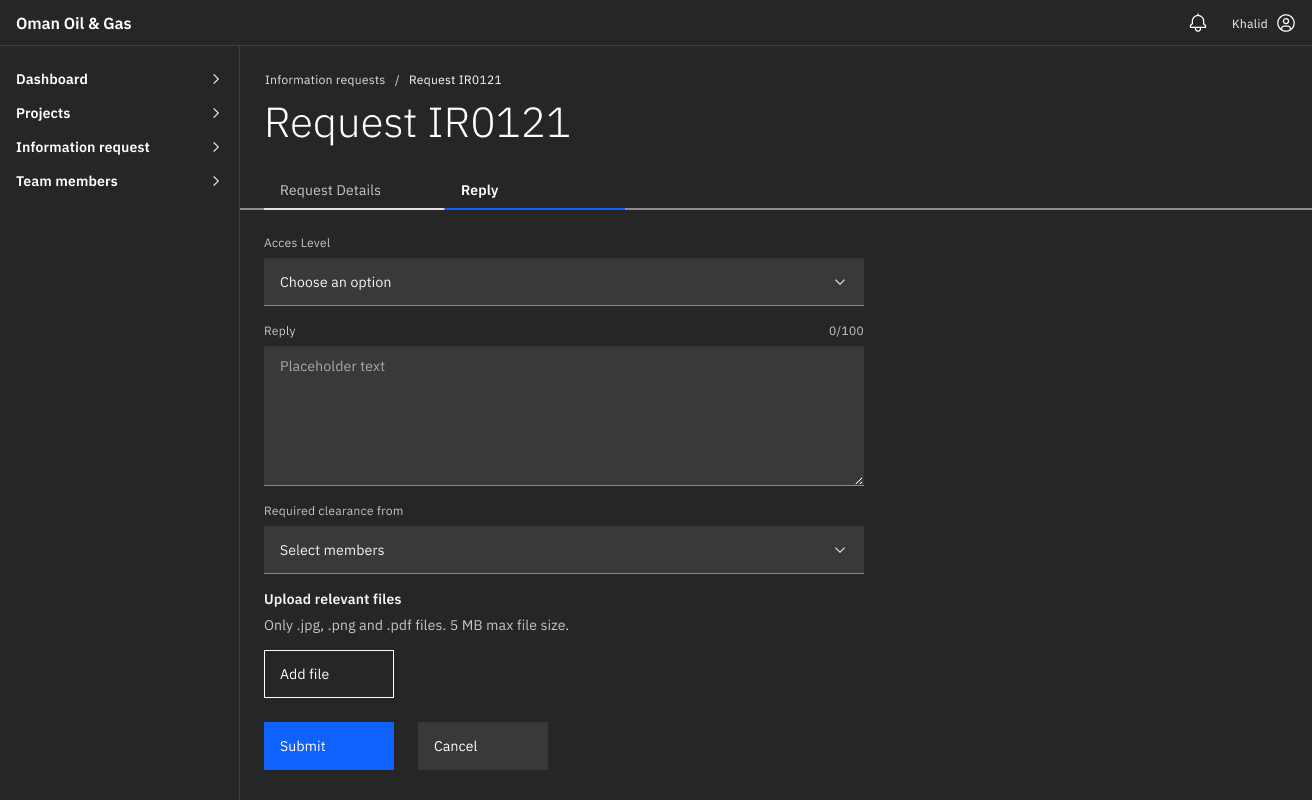 Oman Oil & Gas
Khalid
Dashboard
Projects
Information request
Team members
Information requests / Request IR0121
Request IR0121
Request Details
Reply
Acces Level
Choose an option
Reply
0/100
Placeholder text
Required clearance from
Select members
Upload relevant files
Only .jpg, .png and .pdf files. 5 MB max file size.
Add file
Submit
Cancel